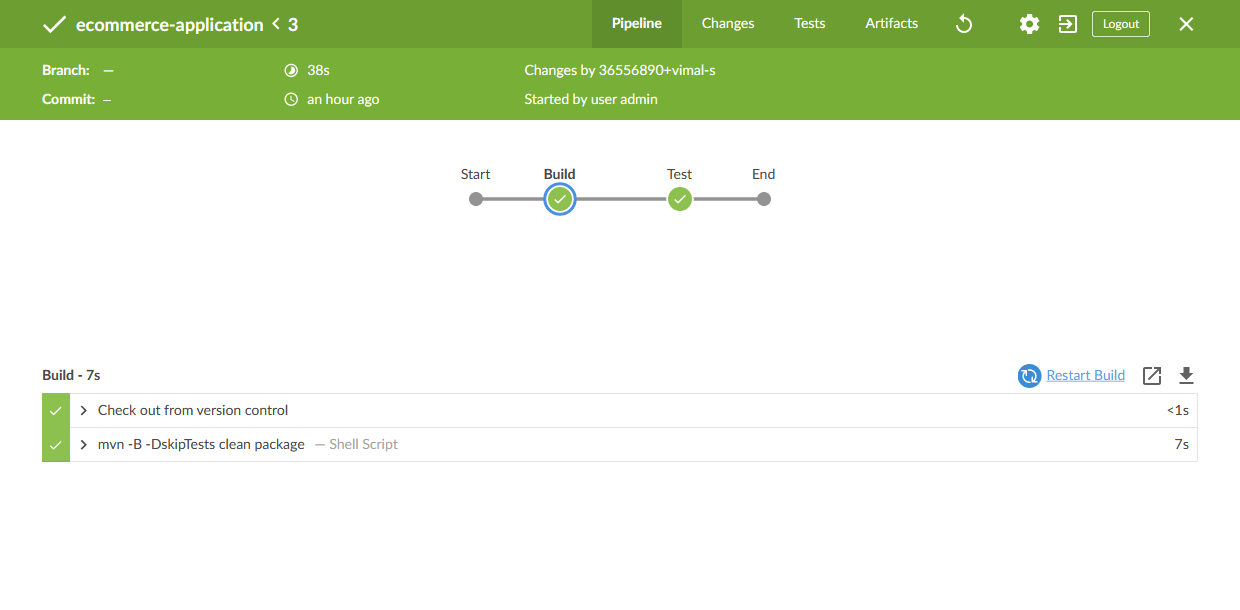 ecommerce-application < 3
Pipeline Changes Tests Artifacts Logout
Branch: — 38s Changes by 36556890+vimal-s
Commit: – an hour ago Started by user admin
Start Build Test End
Build - 7s Restart Build
Check out from version control <1s
mvn -B -DskipTests clean package — Shell Script 7s